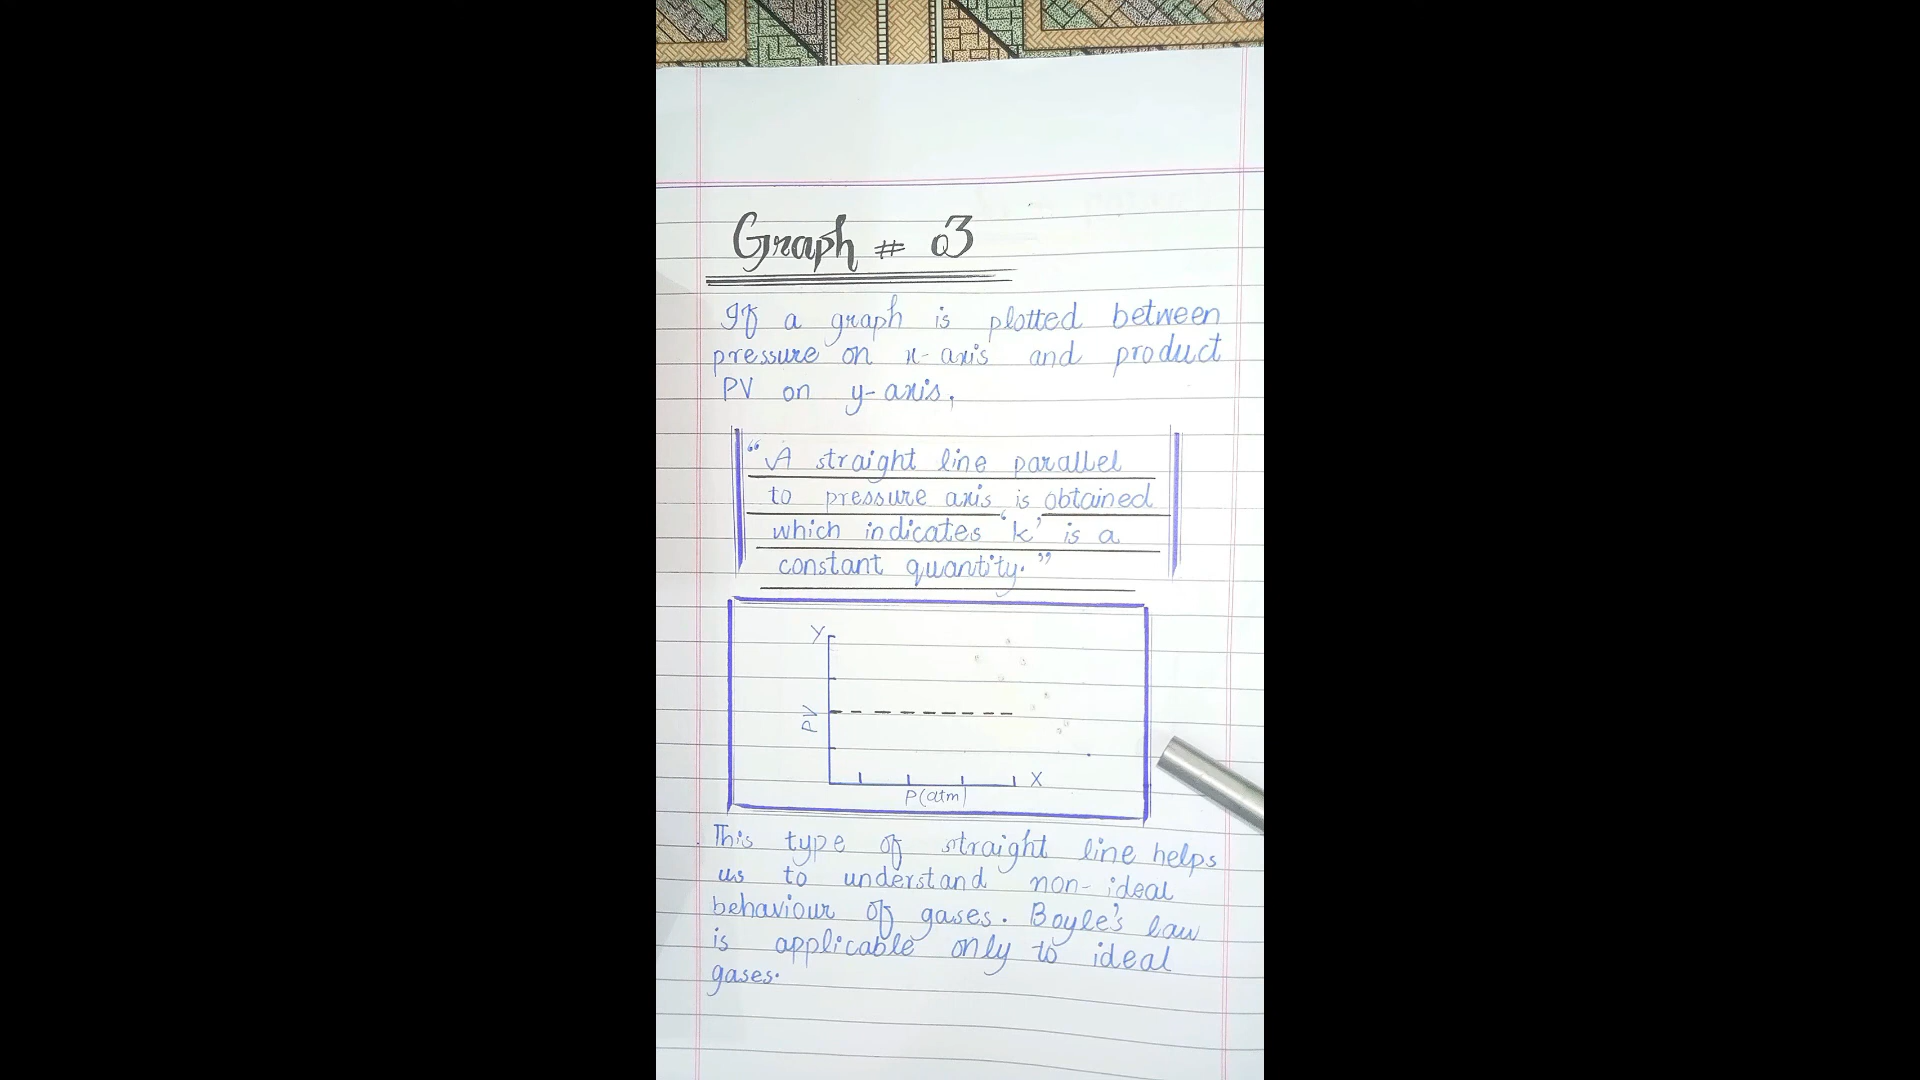 Graph # 03
If a graph is plotted between
pressure on x-axis and product
PV on y-axis,
“A straight line parallel
to pressure axis is obtained
which indicates ‘k’ is a
constant quantity.”
Y
PV
X
P(atm)
This type of straight line helps
us to understand non-ideal
behaviour of gases. Boyle's law
is applicable only to ideal
gases.